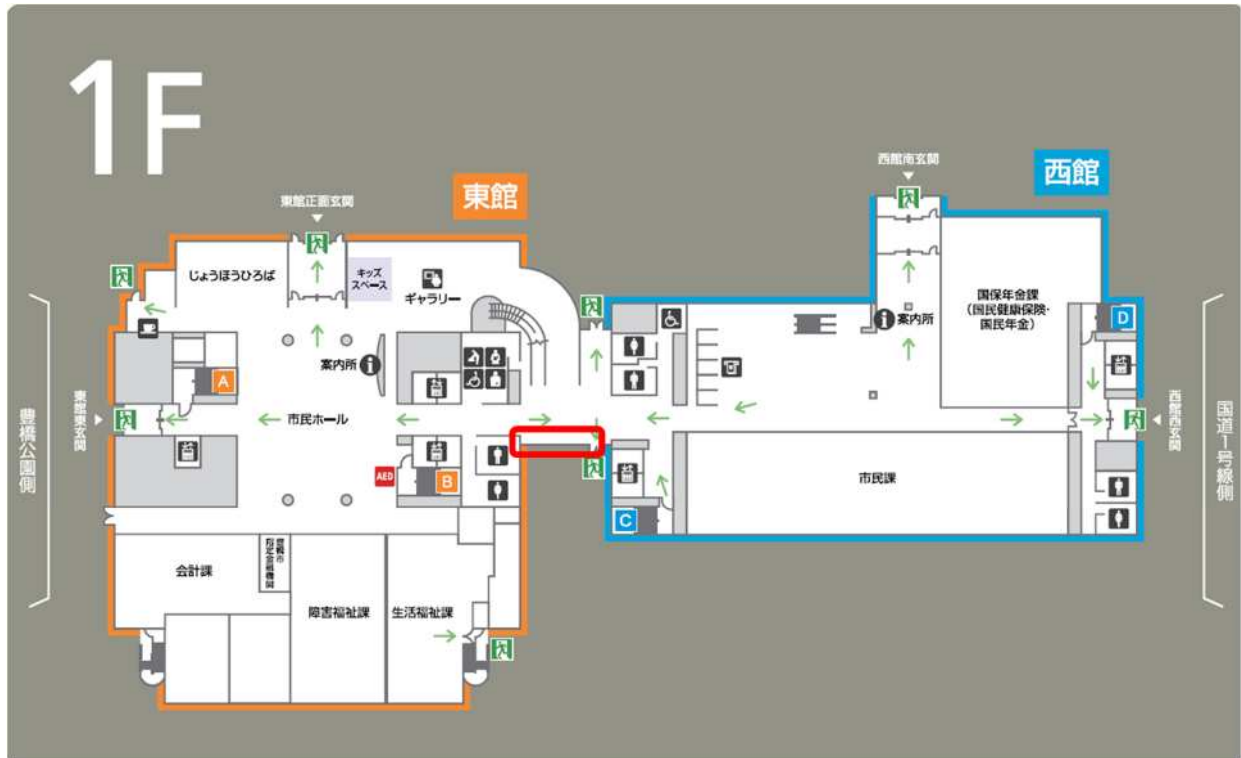 1F
西館南玄関
西館
東館
東館正面玄関
じょうほうひろば
キッズ
スペース
ギャラリー
国保年金課
(国民健康保険・
国民年金)
案内所
D
案内所
A
東館東玄関
市民ホール
西館西玄関
豊橋公園側
国道1号線側
AED
B
市民課
C
会計課
豊橋市
指定金融機関
障害福祉課
生活福祉課